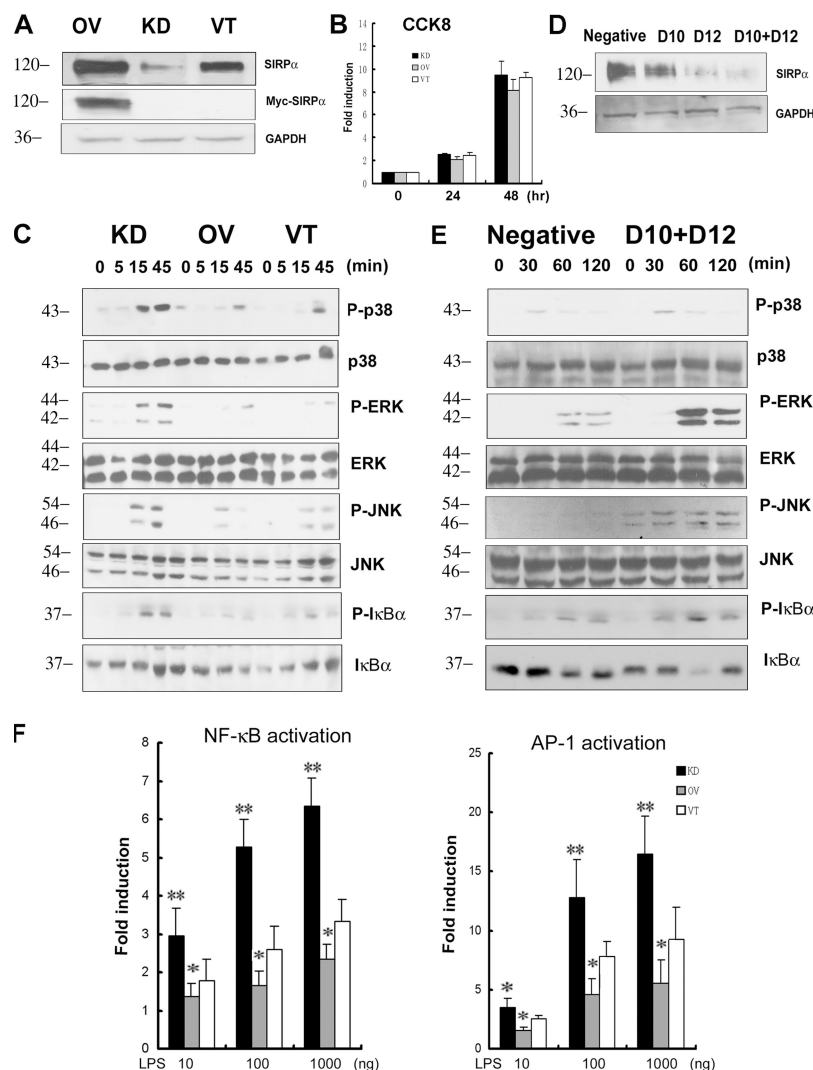 A
OV KD VT
120– SIRPα
120– Myc-SIRPα
36– GAPDH
B
CCK8
Fold induction
14
12
10
8
6
4
2
0
KD
OV
VT
0 24 48 (hr)
D
Negative D10 D12 D10+D12
120– SIRPα
36– GAPDH
C
KD OV VT
0 5 15 45 0 5 15 45 0 5 15 45 (min)
43– P-p38
43– p38
44– P-ERK
42–
44– ERK
42–
54– P-JNK
46–
54– JNK
46–
37– P-IκBα
37– IκBα
E
Negative D10+D12
0 30 60 120 0 30 60 120 (min)
43– P-p38
43– p38
44– P-ERK
42–
44– ERK
42–
54– P-JNK
46–
54– JNK
46–
37– P-IκBα
37– IκBα
F
NF-κB activation
Fold induction
8
7
6
5
4
3
2
1
0
** * ** * ** *
LPS 10 100 1000 (ng)
AP-1 activation
Fold induction
25
20
15
10
5
0
KD
OV
VT
* * ** * ** *
LPS 10 100 1000 (ng)